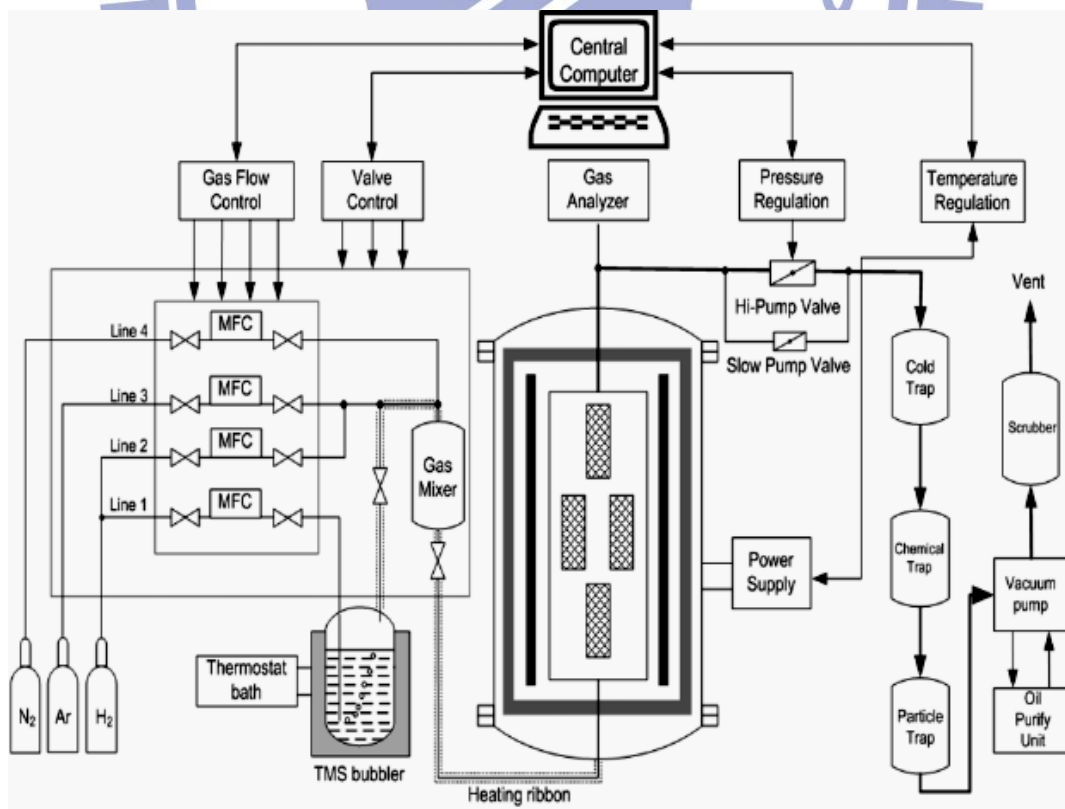 Central
Computer
Gas Flow
Control
Valve
Control
Gas
Analyzer
Pressure
Regulation
Temperature
Regulation
Hi-Pump Valve
Slow Pump Valve
Vent
Line 4
MFC
Line 3
MFC
Line 2
MFC
Line 1
MFC
Gas
Mixer
Cold
Trap
Scrubber
Chemical
Trap
Power
Supply
Vacuum
pump
Thermostat
bath
N₂
Ar
H₂
Particle
Trap
Oil
Purify
Unit
TMS bubbler
Heating ribbon